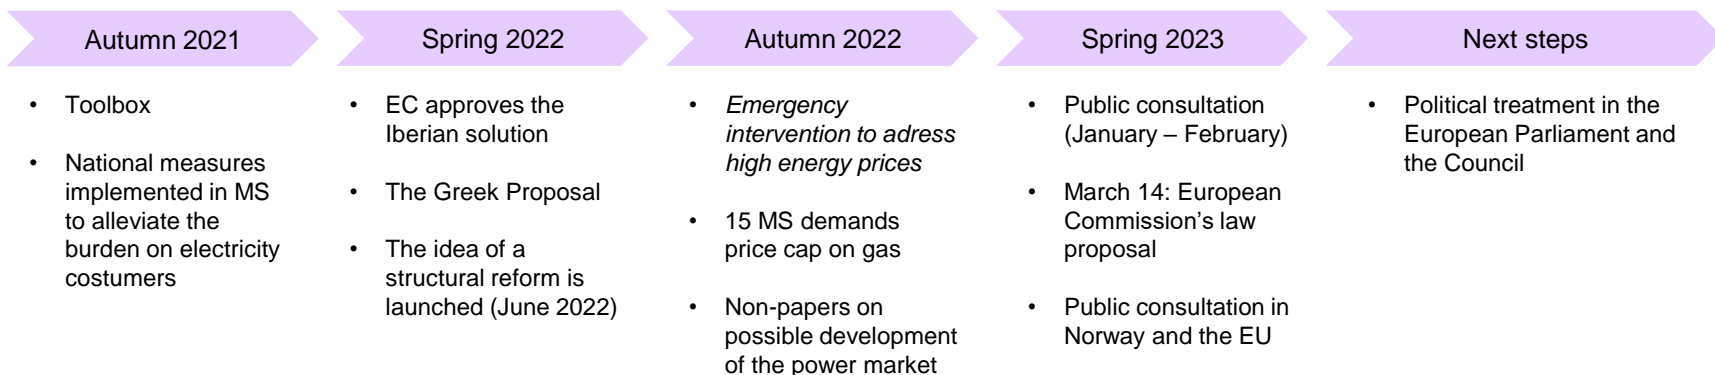 Autumn 2021
• Toolbox
• National measures
implemented in MS
to alleviate the
burden on electricity
costumers
Spring 2022
• EC approves the
Iberian solution
• The Greek Proposal
• The idea of a
structural reform is
launched (June 2022)
Autumn 2022
• Emergency
intervention to adress
high energy prices
• 15 MS demands
price cap on gas
• Non-papers on
possible development
of the power market
Spring 2023
• Public consultation
(January – February)
• March 14: European
Commission’s law
proposal
• Public consultation in
Norway and the EU
Next steps
• Political treatment in the
European Parliament and
the Council